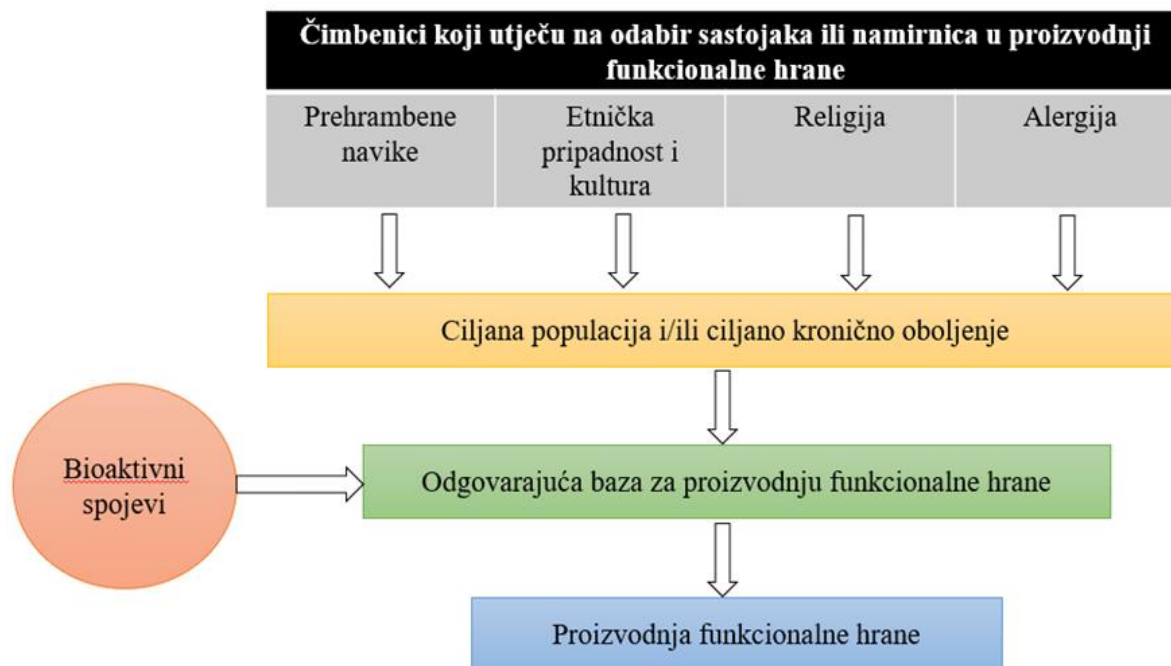 Čimbenici koji utječu na odabir sastojaka ili namirnica u proizvodnji
funkcionalne hrane
Prehrambene
navike
Etnička
pripadnost i
kultura
Religija
Alergija
Ciljana populacija i/ili ciljano kronično oboljenje
Bioaktivni
spojevi
Odgovarajuća baza za proizvodnju funkcionalne hrane
Proizvodnja funkcionalne hrane